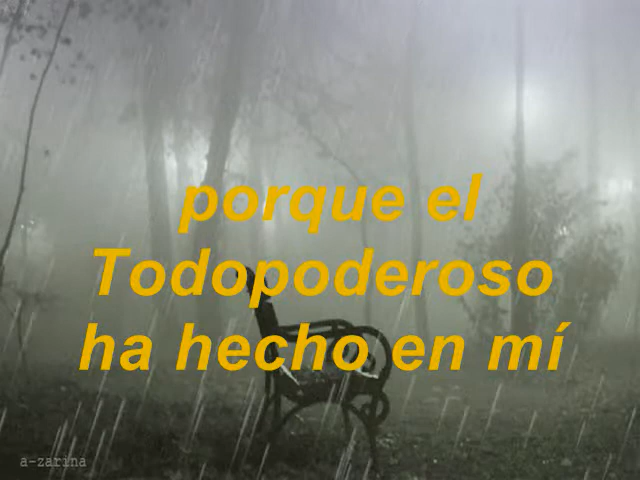 porque el
Todopoderoso
ha hecho en mí
a-zarina